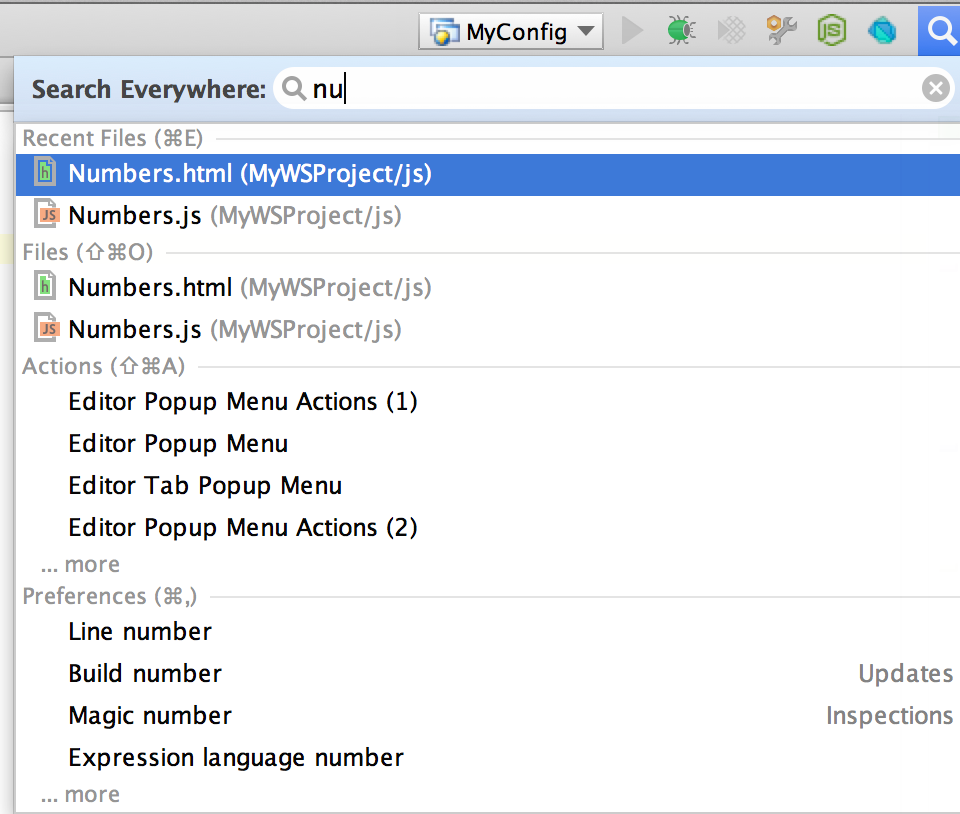 MyConfig
Search Everywhere: nu
Recent Files (⌘E)
Numbers.html (MyWSProject/js)
JS Numbers.js (MyWSProject/js)
Files (⇧⌘O)
h Numbers.html (MyWSProject/js)
JS Numbers.js (MyWSProject/js)
Actions (⇧⌘A)
Editor Popup Menu Actions (1)
Editor Popup Menu
Editor Tab Popup Menu
Editor Popup Menu Actions (2)
... more
Preferences (⌘,)
Line number
Build number Updates
Magic number Inspections
Expression language number
... more